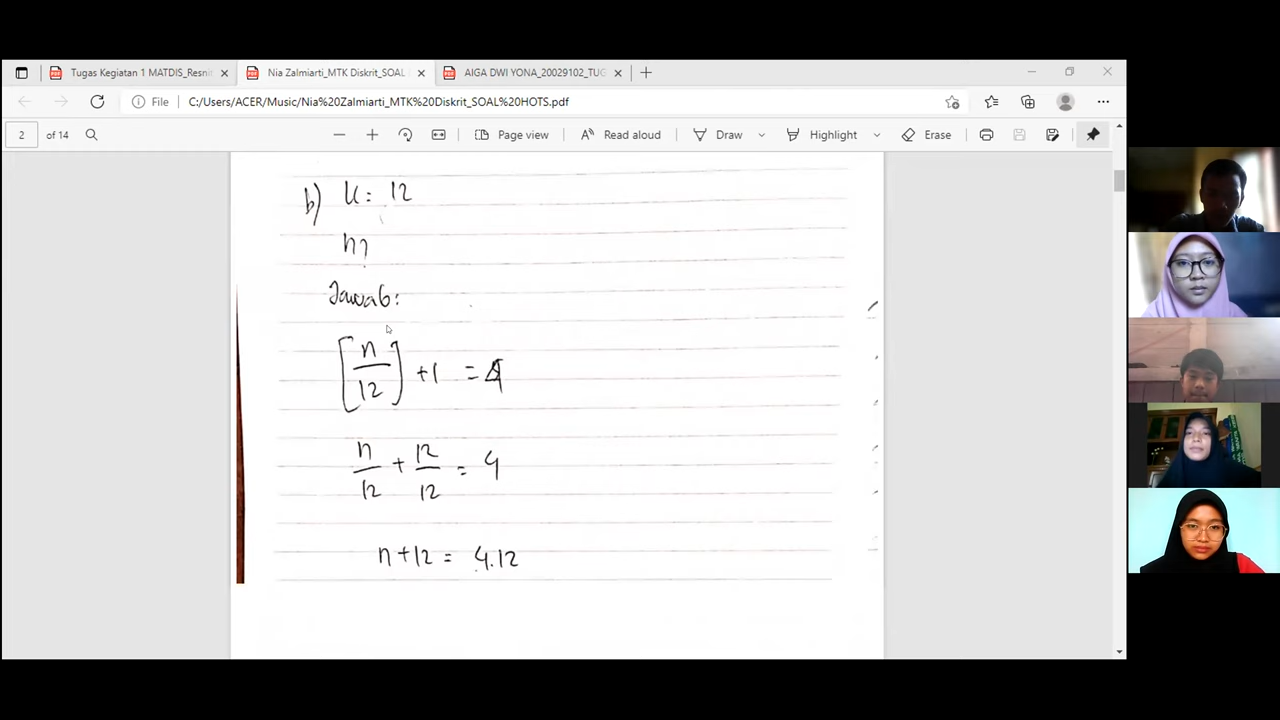 Tugas Kegiatan 1 MATDIS_Resni
Nia Zalmiarti_MTK Diskrit_SOAL
AIGA DWI YONA_20029102_TUG
File
C:/Users/ACER/Music/Nia%20Zalmiarti_MTK%20Diskrit_SOAL%20HOTS.pdf
2 of 14
Page view
Read aloud
Draw
Highlight
Erase
b) k = 12
n?
Jawab:
[n/12] + 1 = 4
n/12 + 12/12 = 4
n + 12 = 4.12